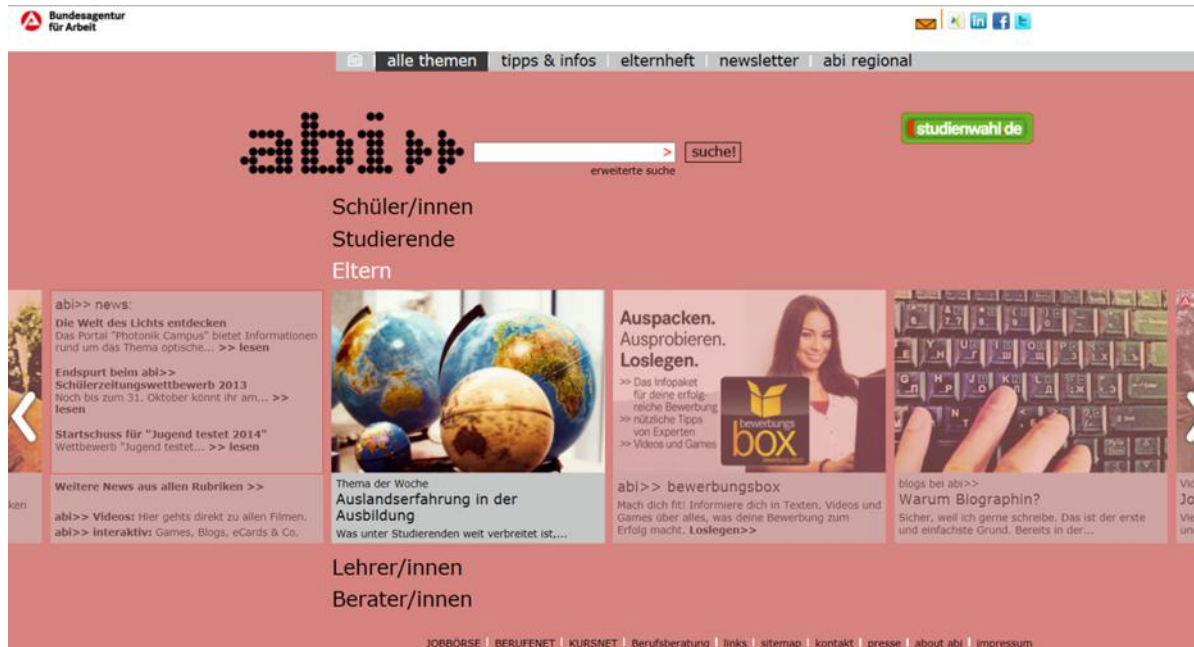 Bundesagentur
für Arbeit
alle themen | tipps & infos | elternheft | newsletter | abi regional
studienwahl de
abi>>
>
suche!
erweiterte suche
Schüler/innen
Studierende
Eltern
abi>> news:
Die Welt des Lichts entdecken
Das Portal "Photonik Campus" bietet Informationen
rund um das Thema optische... >> lesen
Endspurt beim abi>>
Schülerzeitungswettbewerb 2013
Noch bis zum 31. Oktober könnt ihr am... >>
lesen
Startschuss für "Jugend testet 2014"
Wettbewerb "Jugend testet... >> lesen
Weitere News aus allen Rubriken >>
abi>> Videos: Hier gehts direkt zu allen Filmen.
abi>> interaktiv: Games, Blogs, eCards & Co.
Thema der Woche
Auslandserfahrung in der
Ausbildung
Was unter Studierenden weit verbreitet ist,...
Auspacken.
Ausprobieren.
Loslegen.
>> Das Infopaket
für deine erfolg-
reiche Bewerbung
>> nützliche Tipps
von Experten
>> Videos und Games
bewerbungs
box
abi>> bewerbungsbox
Mach dich fit! Informiere dich in Texten, Videos und
Games über alles, was deine Bewerbung zum
Erfolg macht. Loslegen>>
blogs bei abi>>
Warum Biographin?
Sicher, weil ich gerne schreibe. Das ist der erste
und einfachste Grund. Bereits in der...
Lehrer/innen
Berater/innen
JOBBÖRSE | BERUFENET | KURSNET | Berufsberatung | links | sitemap | kontakt | presse | about abi | impressum